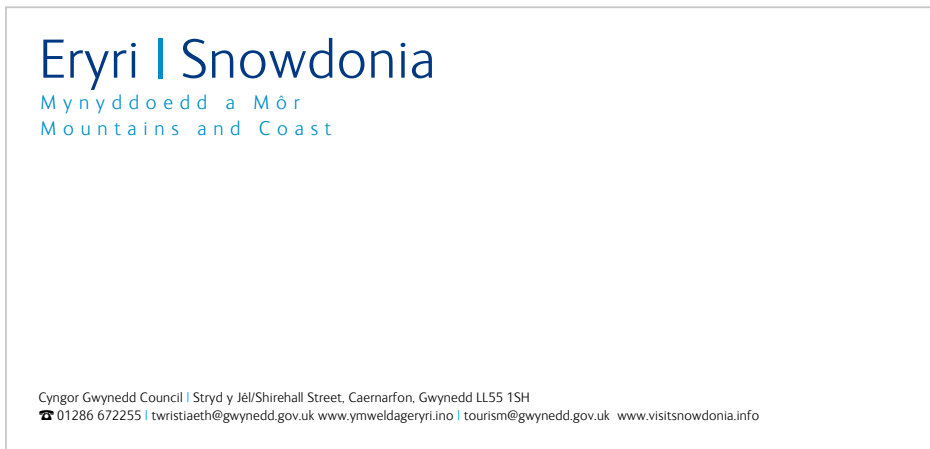 Eryri | Snowdonia
Mynyddoedd a Môr
Mountains and Coast
Cyngor Gwynedd Council | Stryd y Jêl/Shirehall Street, Caernarfon, Gwynedd LL55 1SH
☎ 01286 672255 | twristiaeth@gwynedd.gov.uk www.ymweldageryri.ino | tourism@gwynedd.gov.uk www.visitsnowdonia.info